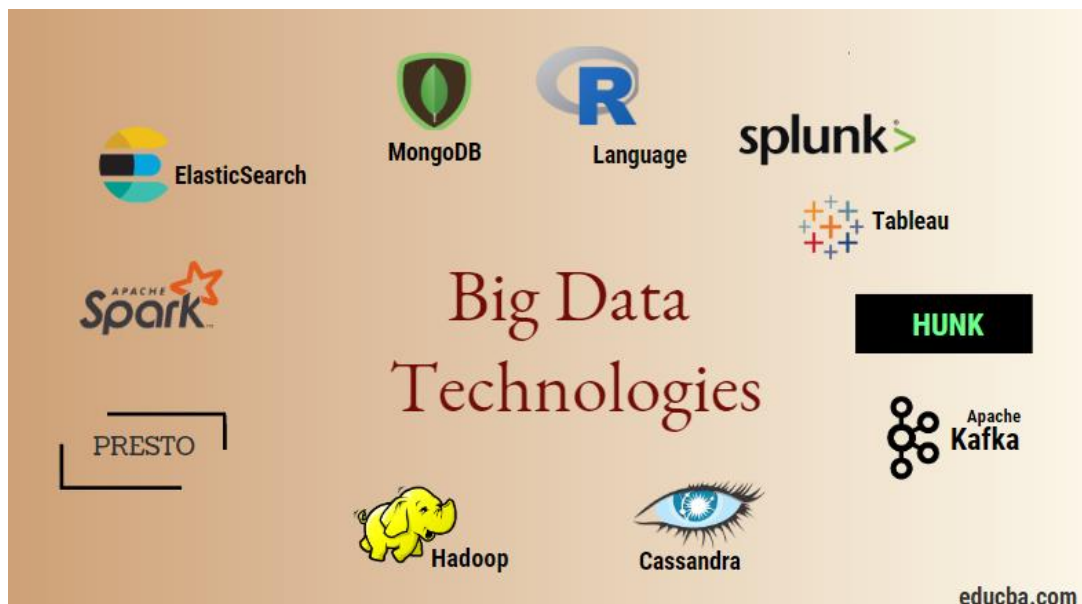 MongoDB
R
Language
splunk>
ElasticSearch
Tableau
APACHE
Spark
Big Data
Technologies
HUNK
PRESTO
Apache
Kafka
Hadoop
Cassandra
educba.com